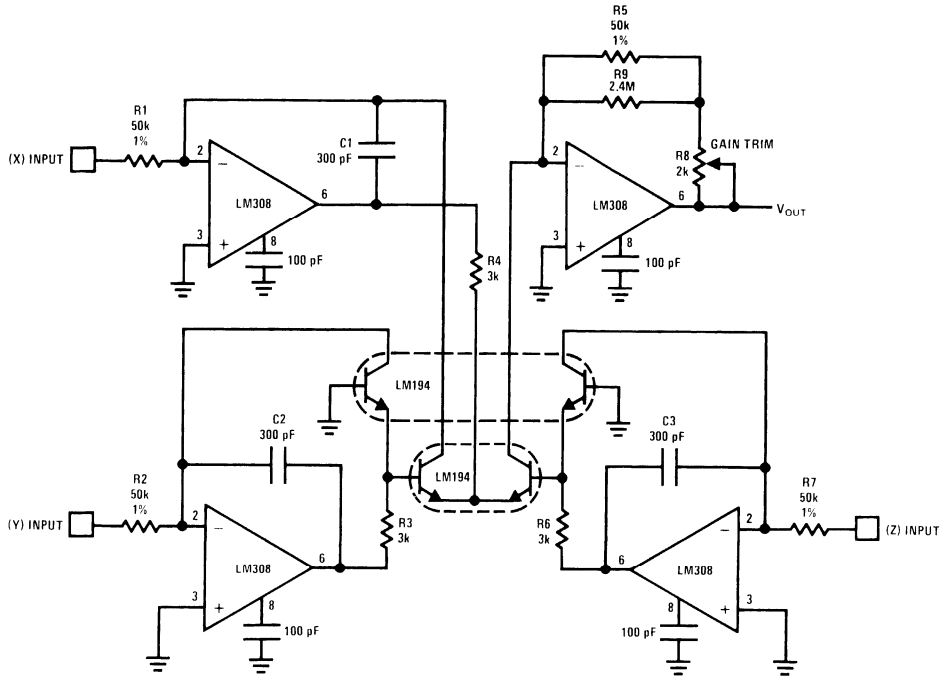 R5
50k
1%
R9
2.4M
R1
50k
1%
(X) INPUT
2
−
C1
300 pF
LM308
6
3
+
8
100 pF
R4
3k
2
−
R8
2k
GAIN TRIM
LM308
6
VOUT
3
+
8
100 pF
LM194
C2
300 pF
C3
300 pF
LM194
R2
50k
1%
(Y) INPUT
2
−
R3
3k
LM308
6
3
+
8
100 pF
R6
3k
R7
50k
1%
(Z) INPUT
2
−
6
LM308
3
+
8
100 pF